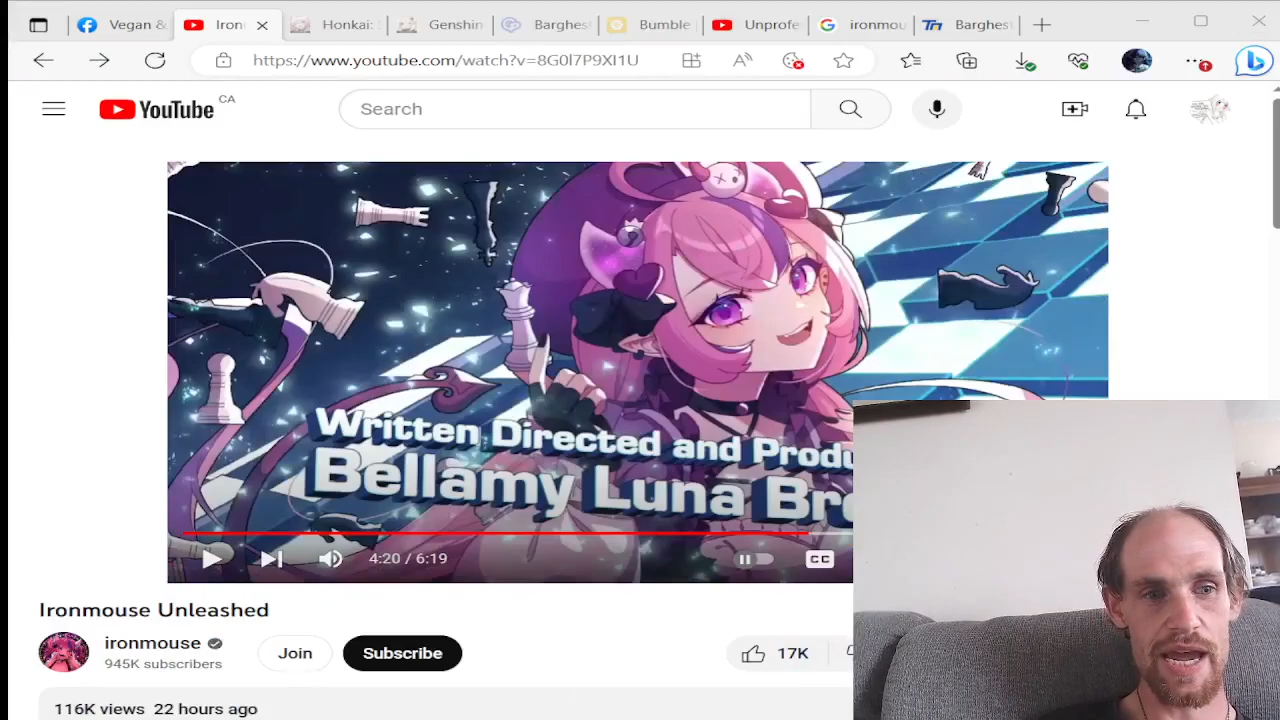 Vegan &
Iron
Honkai: S
Genshin
Barghes
Bumble
Unprofe
ironmou
Tm
Barghes
https://www.youtube.com/watch?v=8G0l7P9XI1U
YouTube CA
Search
Written Directed and Produ
Bellamy Luna Bre
4:20 / 6:19
CC
Ironmouse Unleashed
ironmouse
945K subscribers
Join
Subscribe
17K
116K views 22 hours ago